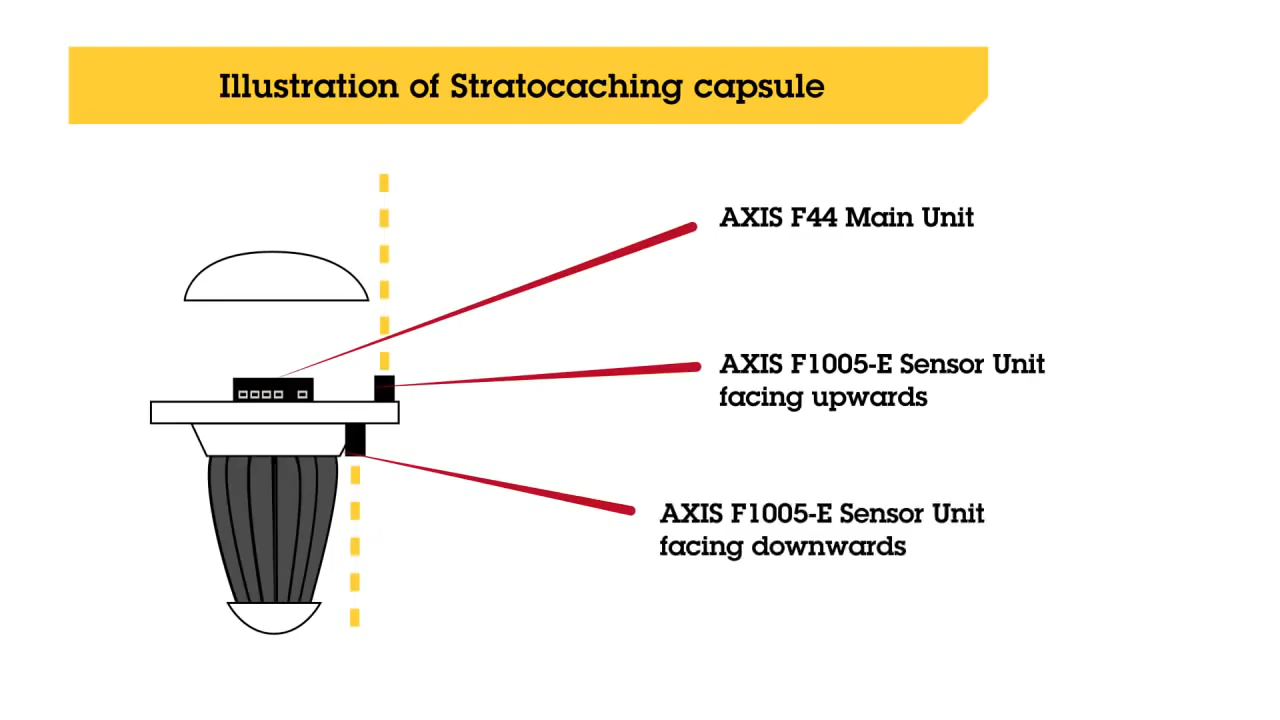 Illustration of Stratocaching capsule
AXIS F44 Main Unit
AXIS F1005-E Sensor Unit
facing upwards
AXIS F1005-E Sensor Unit
facing downwards